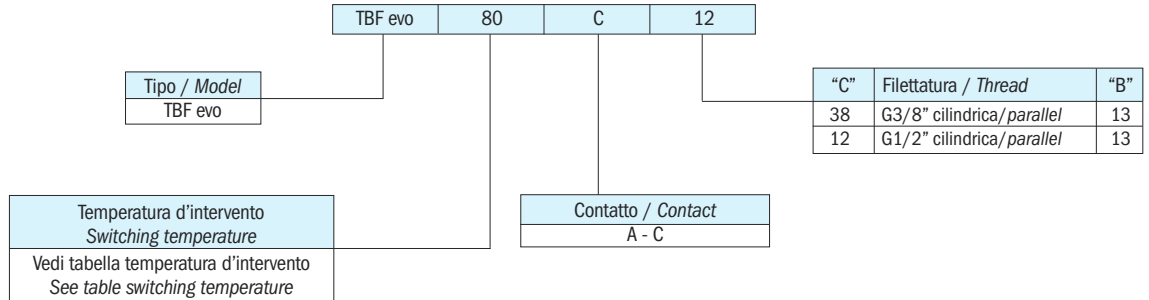 TBF evo 80 C 12
Tipo / Model
TBF evo
“C” Filettatura / Thread “B”
38 G3/8” cilindrica/parallel 13
12 G1/2” cilindrica/parallel 13
Temperatura d’intervento
Switching temperature
Vedi tabella temperatura d’intervento
See table switching temperature
Contatto / Contact
A - C